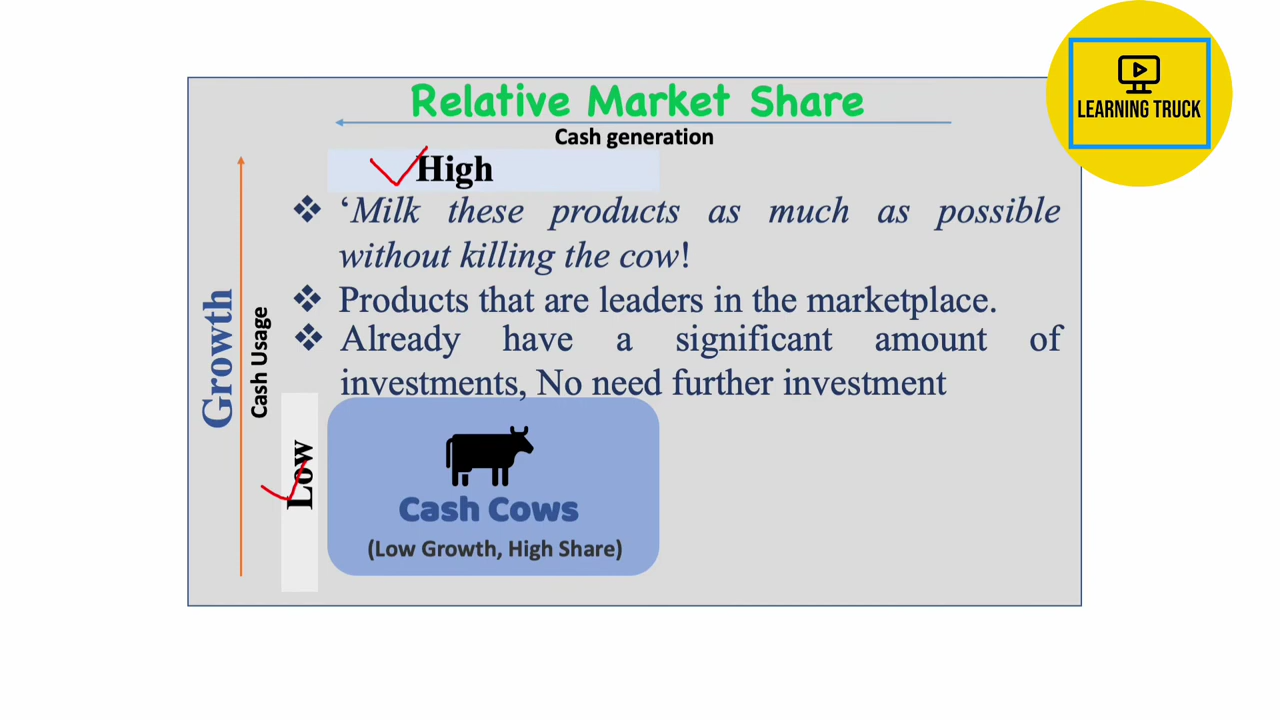 Relative Market Share
LEARNING TRUCK
Cash generation
High
❖ ‘Milk these products as much as possible
without killing the cow!
❖ Products that are leaders in the marketplace.
❖ Already have a significant amount of
investments, No need further investment
Growth
Cash Usage
Low
Cash Cows
(Low Growth, High Share)